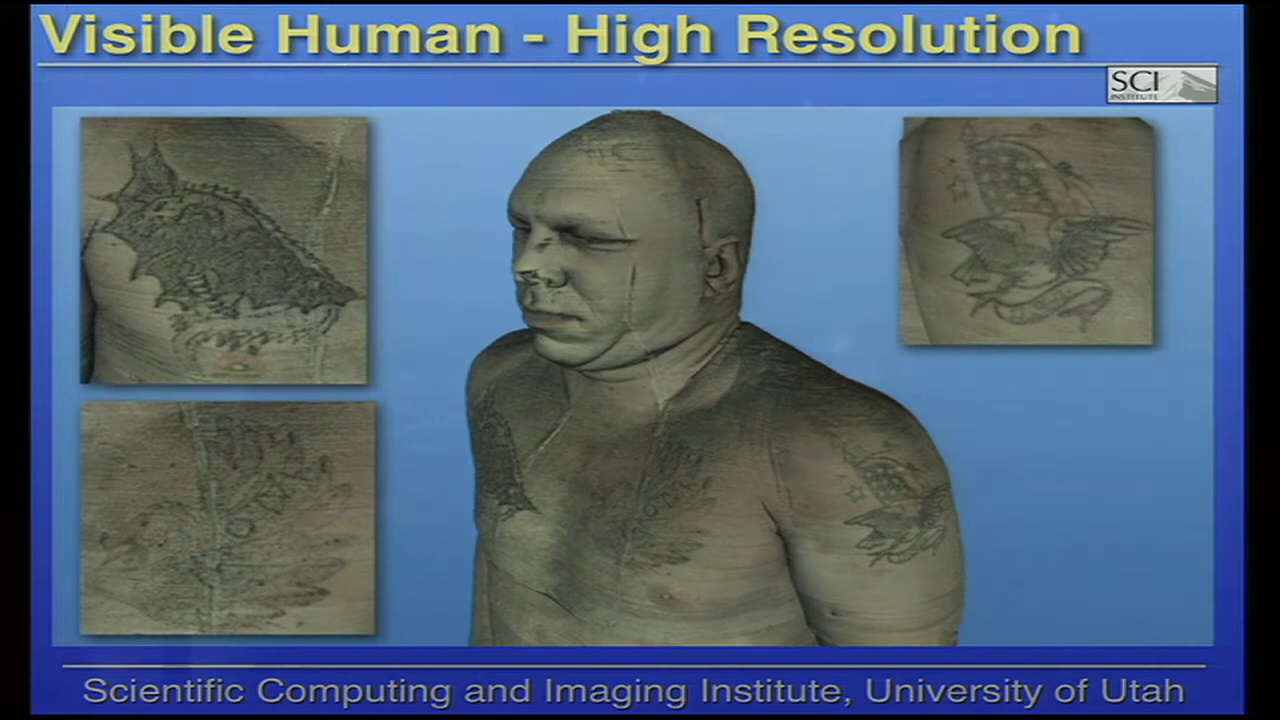 Visible Human - High Resolution
SCI
INSTITUTE
Scientific Computing and Imaging Institute, University of Utah